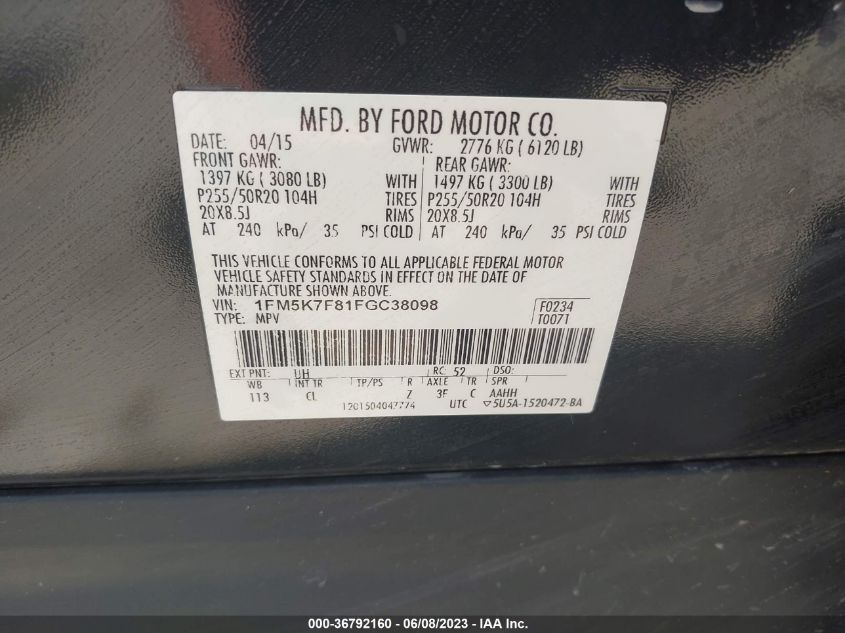 MFD. BY FORD MOTOR CO.
DATE: 04/15 GVWR: 2776 KG ( 6120 LB)
FRONT GAWR: REAR GAWR:
1397 KG ( 3080 LB) WITH 1497 KG ( 3300 LB) WITH
P255/50R20 104H TIRES P255/50R20 104H TIRES
20X8.5J RIMS 20X8.5J RIMS
AT 240 kPa/ 35 PSI COLD AT 240 kPa/ 35 PSI COLD
THIS VEHICLE CONFORMS TO ALL APPLICABLE FEDERAL MOTOR
VEHICLE SAFETY STANDARDS IN EFFECT ON THE DATE OF
MANUFACTURE SHOWN ABOVE.
VIN: 1FM5K7F81FGC38098 F0234
TYPE: MPV T0071
EXT PNT: UH RC: 52 DSO:
WB INT TR TP/PS R AXLE TR SPR
113 CL Z 3F C AAHH
1201504047774 UTC ▽5U5A-1520472-BA
000-36792160 - 06/08/2023 - IAA Inc.